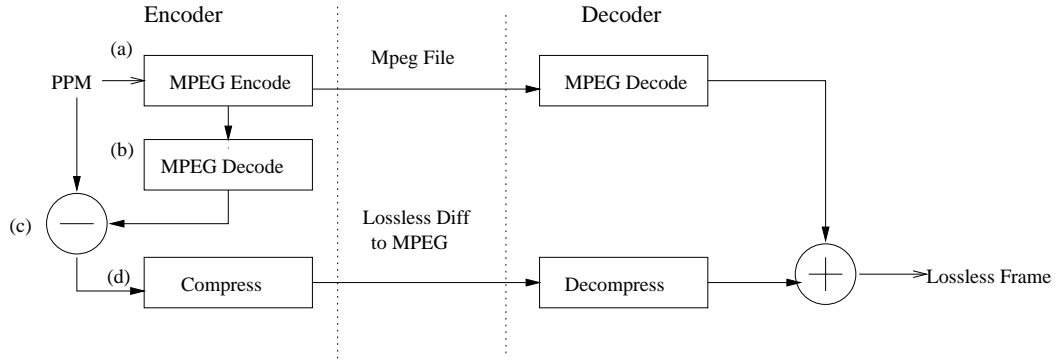 Encoder
Decoder
(a)
Mpeg File
PPM
MPEG Encode
MPEG Decode
(b)
MPEG Decode
(c)
Lossless Diff
to MPEG
(d)
Compress
Decompress
Lossless Frame